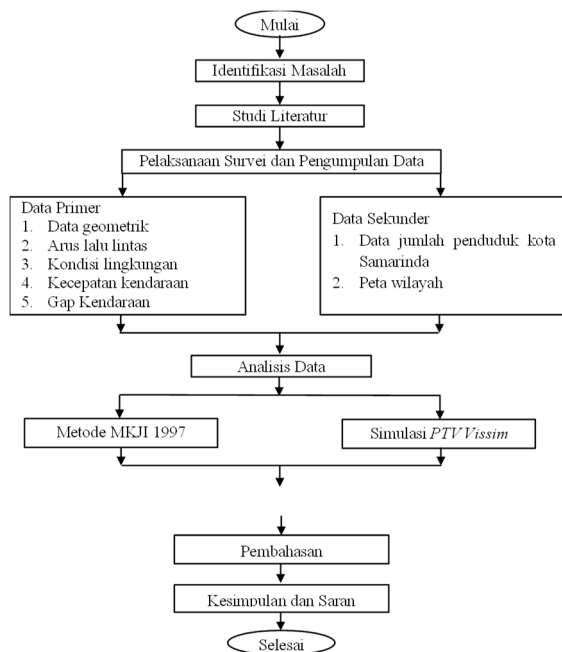 Mulai
Identifikasi Masalah
Studi Literatur
Pelaksanaan Survei dan Pengumpulan Data
Data Primer
1. Data geometrik
2. Arus lalu lintas
3. Kondisi lingkungan
4. Kecepatan kendaraan
5. Gap Kendaraan
Data Sekunder
1. Data jumlah penduduk kota
Samarinda
2. Peta wilayah
Analisis Data
Metode MKJI 1997
Simulasi PTV Vissim
Pembahasan
Kesimpulan dan Saran
Selesai